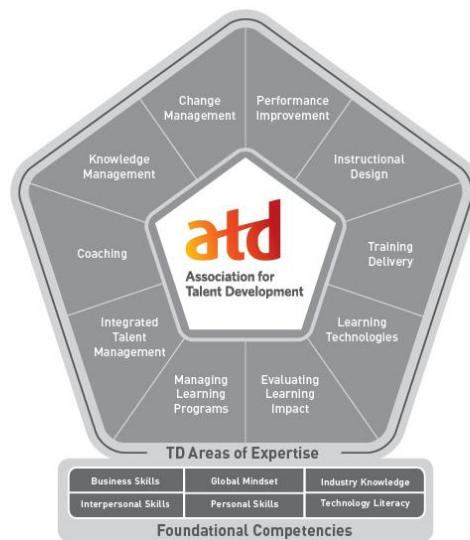 Change
Management
Performance
Improvement
Knowledge
Management
Instructional
Design
Coaching
atd
Association for
Talent Development
Training
Delivery
Integrated
Talent
Management
Learning
Technologies
Managing
Learning
Programs
Evaluating
Learning
Impact
TD Areas of Expertise
Business Skills
Global Mindset
Industry Knowledge
Interpersonal Skills
Personal Skills
Technology Literacy
Foundational Competencies